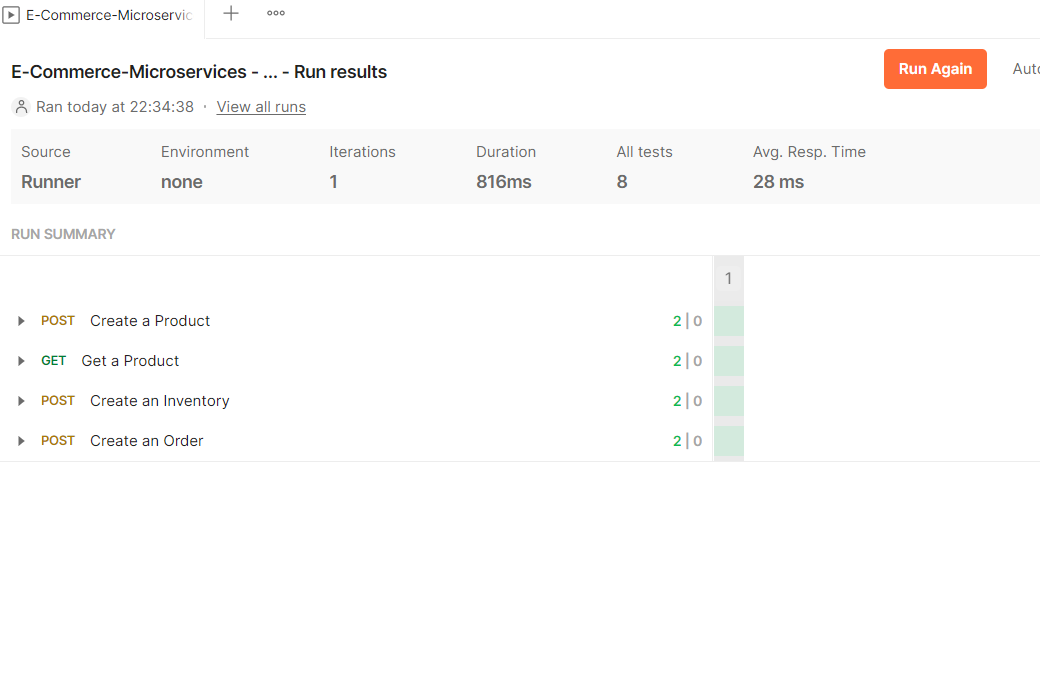 E-Commerce-Microservic
E-Commerce-Microservices - ... - Run results
Run Again
Auto
Ran today at 22:34:38 · View all runs
Source Environment Iterations Duration All tests Avg. Resp. Time
Runner none 1 816ms 8 28 ms
RUN SUMMARY
1
POST Create a Product 2 | 0
GET Get a Product 2 | 0
POST Create an Inventory 2 | 0
POST Create an Order 2 | 0